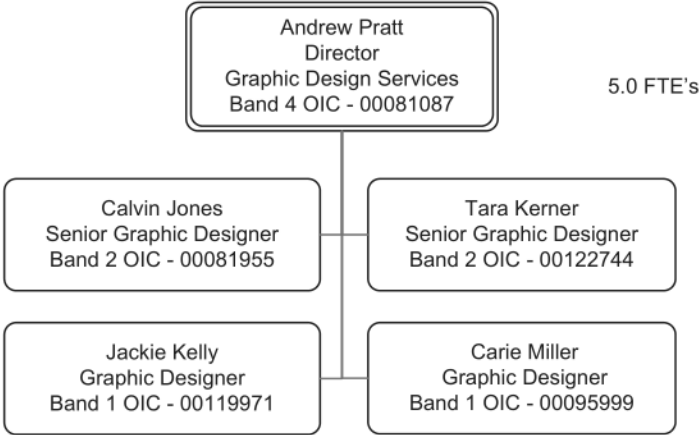 Andrew Pratt
Director
Graphic Design Services
Band 4 OIC - 00081087
5.0 FTE's
Calvin Jones
Senior Graphic Designer
Band 2 OIC - 00081955
Tara Kerner
Senior Graphic Designer
Band 2 OIC - 00122744
Jackie Kelly
Graphic Designer
Band 1 OIC - 00119971
Carie Miller
Graphic Designer
Band 1 OIC - 00095999